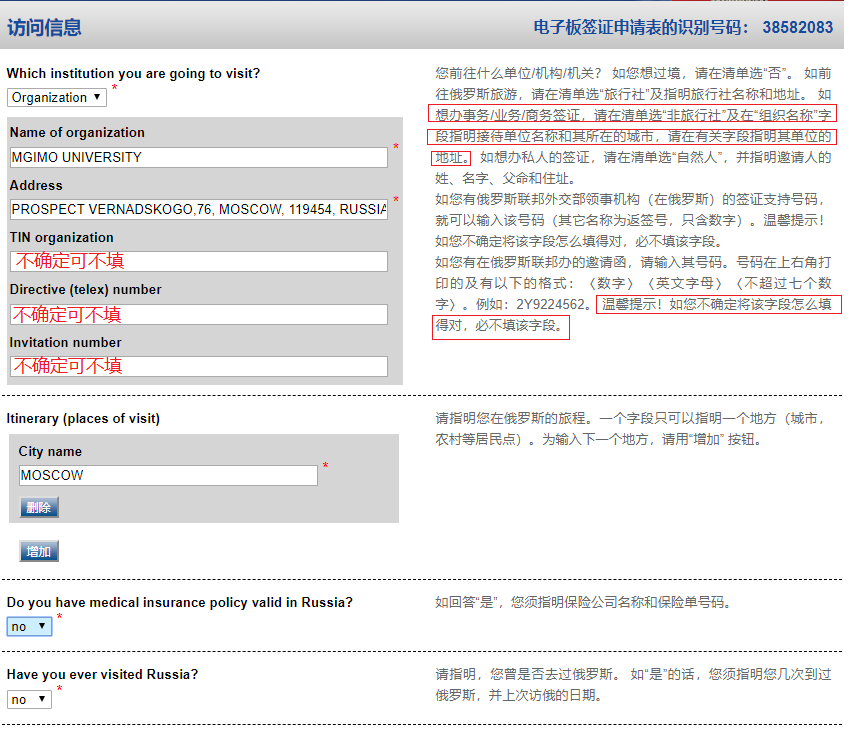 访问信息
电子板签证申请表的识别号码： 38582083
Which institution you are going to visit?
Organization ▼ *
Name of organization
MGIMO UNIVERSITY *
Address
PROSPECT VERNADSKOGO,76, MOSCOW, 119454, RUSSIA *
TIN organization
不确定可不填
Directive (telex) number
不确定可不填
Invitation number
不确定可不填
您前往什么单位/机构/机关？ 如您想过境，请在清单选“否”。 如前
往俄罗斯旅游，请在清单选“旅行社”及指明旅行社名称和地址。 如
想办事务/业务/商务签证，请在清单选“非旅行社”及在“组织名称”字
段指明接待单位名称和其所在的城市，请在有关字段指明其单位的
地址。 如想办私人的签证，请在清单选“自然人”，并指明邀请人的
姓、名字、父命和住址。
如您有俄罗斯联邦外交部领事机构（在俄罗斯）的签证支持号码，
就可以输入该号码（其它名称为返签号，只含数字）。温馨提示！
如您不确定将该字段怎么填得对，必不填该字段。
如您有在俄罗斯联邦办的邀请函，请输入其号码。号码在上右角打
印的及有以下的格式：〈数字〉〈英文字母〉〈不超过七个数
字〉。例如：2Y9224562。 温馨提示！如您不确定将该字段怎么填
得对，必不填该字段。
Itinerary (places of visit)
City name
MOSCOW *
删除
增加
请指明您在俄罗斯的旅程。一个字段只可以指明一个地方（城市，
农村等居民点）。为输入下一个地方，请用“增加” 按钮。
Do you have medical insurance policy valid in Russia?
no ▼ *
如回答“是”，您须指明保险公司名称和保险单号码。
Have you ever visited Russia?
no ▼ *
请指明，您曾是否去过俄罗斯。 如“是”的话，您须指明您几次到过
俄罗斯，并上次访俄的日期。